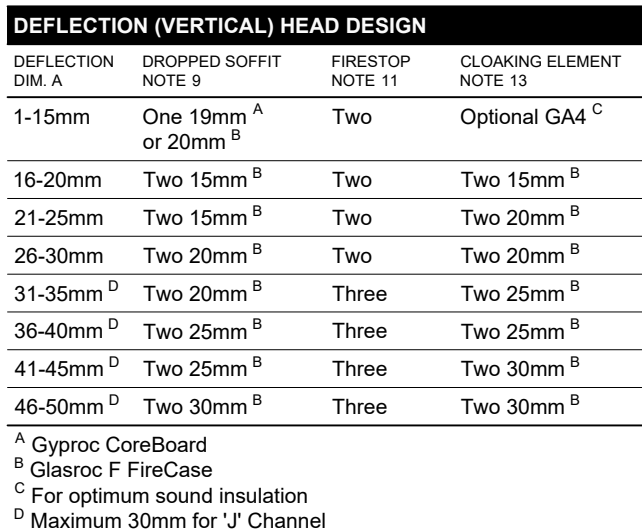 DEFLECTION (VERTICAL) HEAD DESIGN
DEFLECTION DIM. A DROPPED SOFFIT NOTE 9 FIRESTOP NOTE 11 CLOAKING ELEMENT NOTE 13
1-15mm One 19mm A or 20mm B Two Optional GA4 C
16-20mm Two 15mm B Two Two 15mm B
21-25mm Two 15mm B Two Two 20mm B
26-30mm Two 20mm B Two Two 20mm B
31-35mm D Two 20mm B Three Two 25mm B
36-40mm D Two 25mm B Three Two 25mm B
41-45mm D Two 25mm B Three Two 30mm B
46-50mm D Two 30mm B Three Two 30mm B
A Gyproc CoreBoard
B Glasroc F FireCase
C For optimum sound insulation
D Maximum 30mm for 'J' Channel